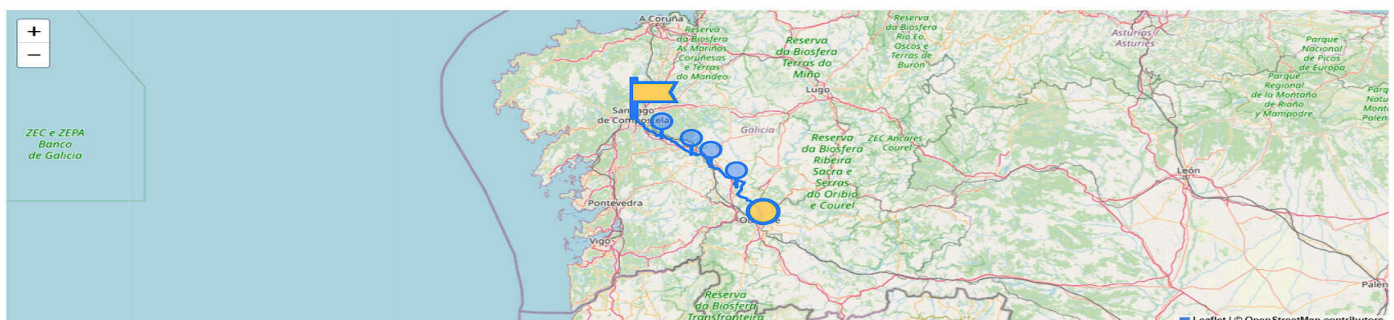 +
−
ZEC e ZEPA
Banco
de Galicia
A Coruña
Reserva
da Biosfera
As Mariñas
Coruñesas
e Terras
do Mandeo
Reserva
da Biosfera
Terras do
Miño
Reserva
da Biosfera
Río Eo,
Oscos e
Terras de
Burón
Asturias
Asturies
Parque
Nacional
de Picos
de Europa
Parque
Regional
de la Montaña
de Riaño
y Mampodre
Lugo
de Compostela
Galicia
Reserva
da Biosfera
Ribeira
Sacra e
Serras
do Oribio
e Courel
ZEC Ancares-
Courel
León
Pontevedra
Vigo
Reserva
da Biosfera
Transfronteira
Leaflet | © OpenStreetMap contributors